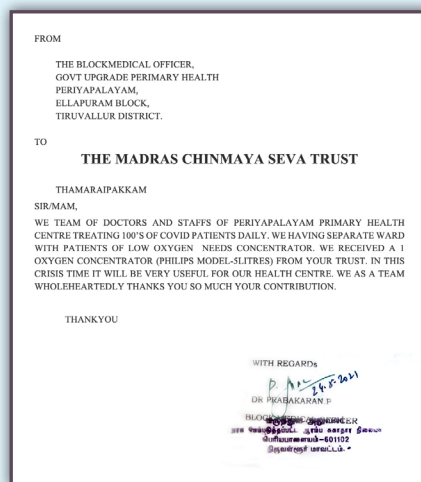 FROM
THE BLOCKMEDICAL OFFICER,
GOVT UPGRADE PERIMARY HEALTH
PERIYAPALAYAM,
ELLAPURAM BLOCK,
TIRUVALLUR DISTRICT.
TO
THE MADRAS CHINMAYA SEVA TRUST
THAMARAIPAKKAM
SIR/MAM,
WE TEAM OF DOCTORS AND STAFFS OF PERIYAPALAYAM PRIMARY HEALTH
CENTRE TREATING 100'S OF COVID PATIENTS DAILY. WE HAVING SEPARATE WARD
WITH PATIENTS OF LOW OXYGEN NEEDS CONCENTRATOR. WE RECEIVED A 1
OXYGEN CONCENTRATOR (PHILIPS MODEL-5LITRES) FROM YOUR TRUST. IN THIS
CRISIS TIME IT WILL BE VERY USEFUL FOR OUR HEALTH CENTRE. WE AS A TEAM
WHOLEHEARTEDLY THANKS YOU SO MUCH YOUR CONTRIBUTION.
THANKYOU
WITH REGARDs
24.5.2021
DR PRABAKARAN.P
ஆரம்ப சுகாதார நிலையம்
பெரியபாளையம்-601102
திருவள்ளூர் மாவட்டம்.